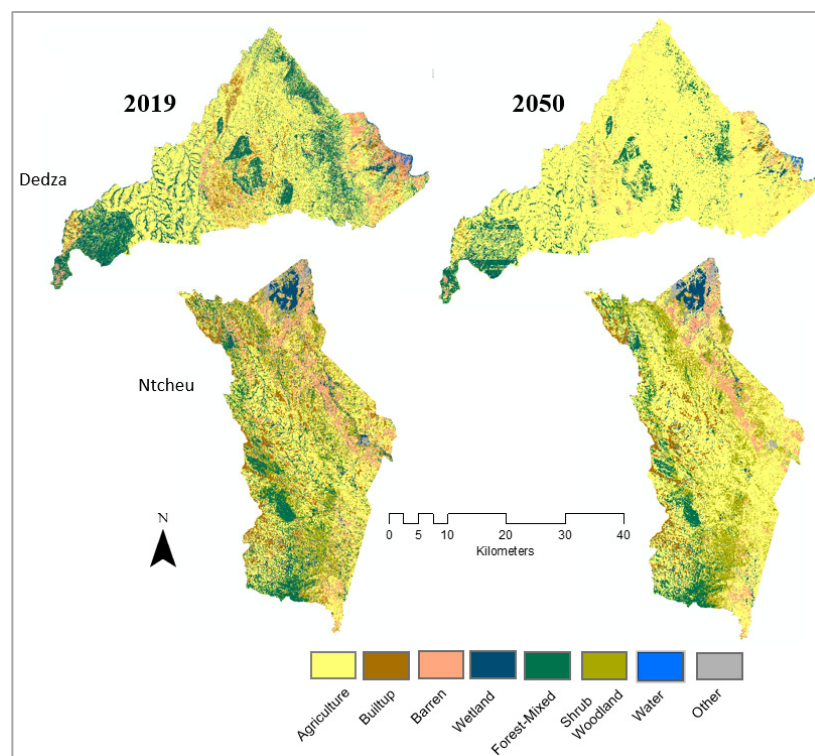 2019
2050
Dedza
Ntcheu
N
0 5 10 20 30 40
Kilometers
Agriculture
Builtup
Barren
Wetland
Forest-Mixed
Shrub
Woodland
Water
Other